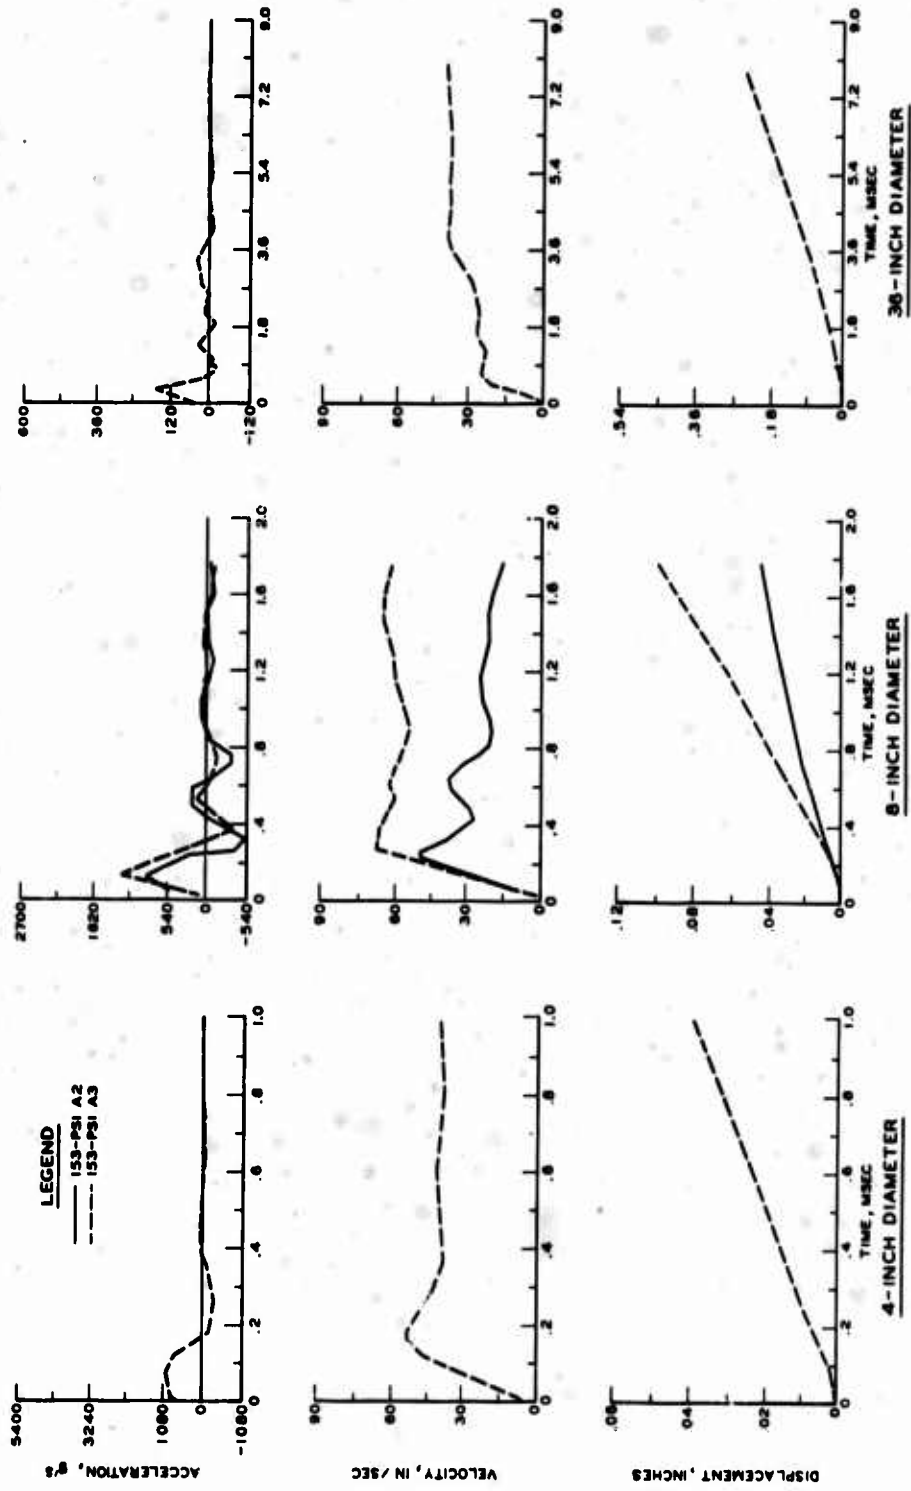 LEGEND
153-PSI A2
153-PSI A3
ACCELERATION, g's
5400
3240
1080
0
-1080
0 .2 .4 .6 .8 1.0
2700
1620
540
0
-540
0 .4 .8 1.2 1.6 2.0
600
360
120
0
-120
0 1.8 3.6 5.4 7.2 9.0
VELOCITY, IN/SEC
90
60
30
0
0 .2 .4 .6 .8 1.0
90
60
30
0
0 .4 .8 1.2 1.6 2.0
90
60
30
0
0 1.8 3.6 5.4 7.2 9.0
DISPLACEMENT, INCHES
.06
.04
.02
0
0 .2 .4 .6 .8 1.0
TIME, MSEC
4-INCH DIAMETER
.12
.08
.04
0
0 .4 .8 1.2 1.6 2.0
TIME, MSEC
8-INCH DIAMETER
.54
.36
.18
0
0 1.8 3.6 5.4 7.2 9.0
TIME, MSEC
36-INCH DIAMETER